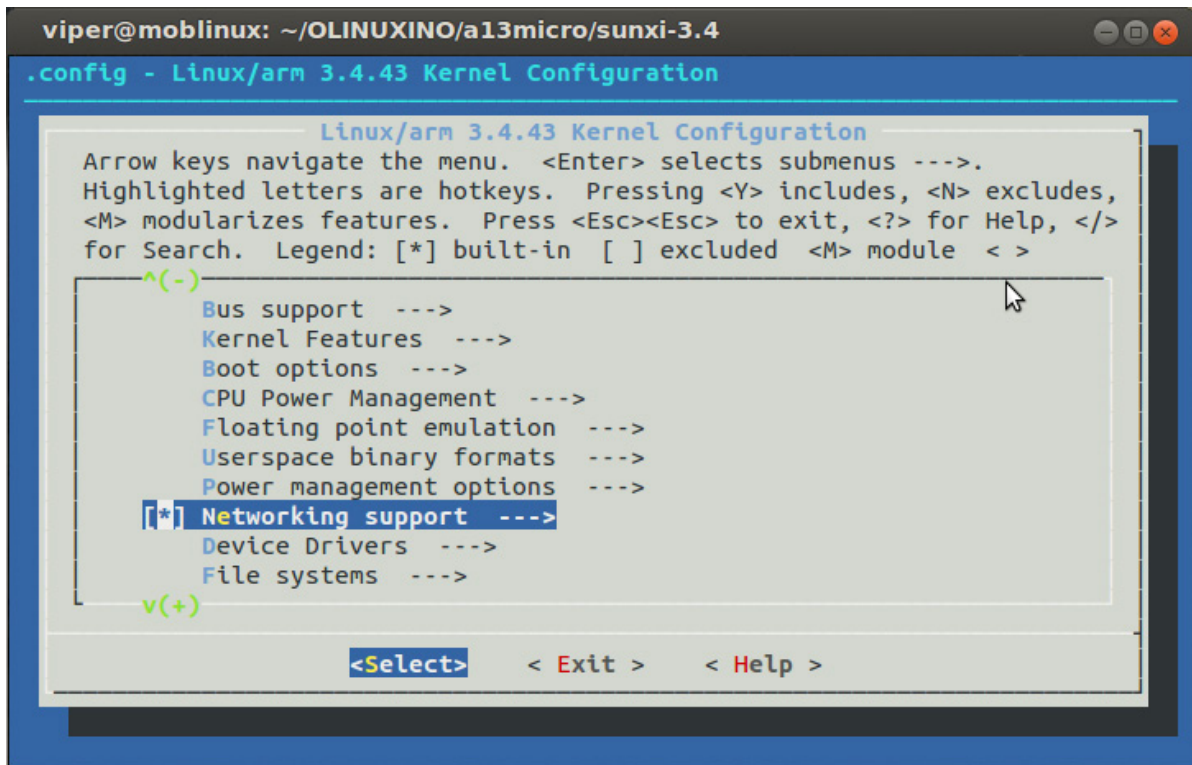 viper@moblinux: ~/OLINUXINO/a13micro/sunxi-3.4
.config - Linux/arm 3.4.43 Kernel Configuration
Linux/arm 3.4.43 Kernel Configuration
Arrow keys navigate the menu.  <Enter> selects submenus --->.
Highlighted letters are hotkeys.  Pressing <Y> includes, <N> excludes,
<M> modularizes features.  Press <Esc><Esc> to exit, <?> for Help, </>
for Search.  Legend: [*] built-in  [ ] excluded  <M> module  < >
^(-)
Bus support  --->
Kernel Features  --->
Boot options  --->
CPU Power Management  --->
Floating point emulation  --->
Userspace binary formats  --->
Power management options  --->
[*] Networking support  --->
Device Drivers  --->
File systems  --->
v(+)
<Select>    < Exit >    < Help >